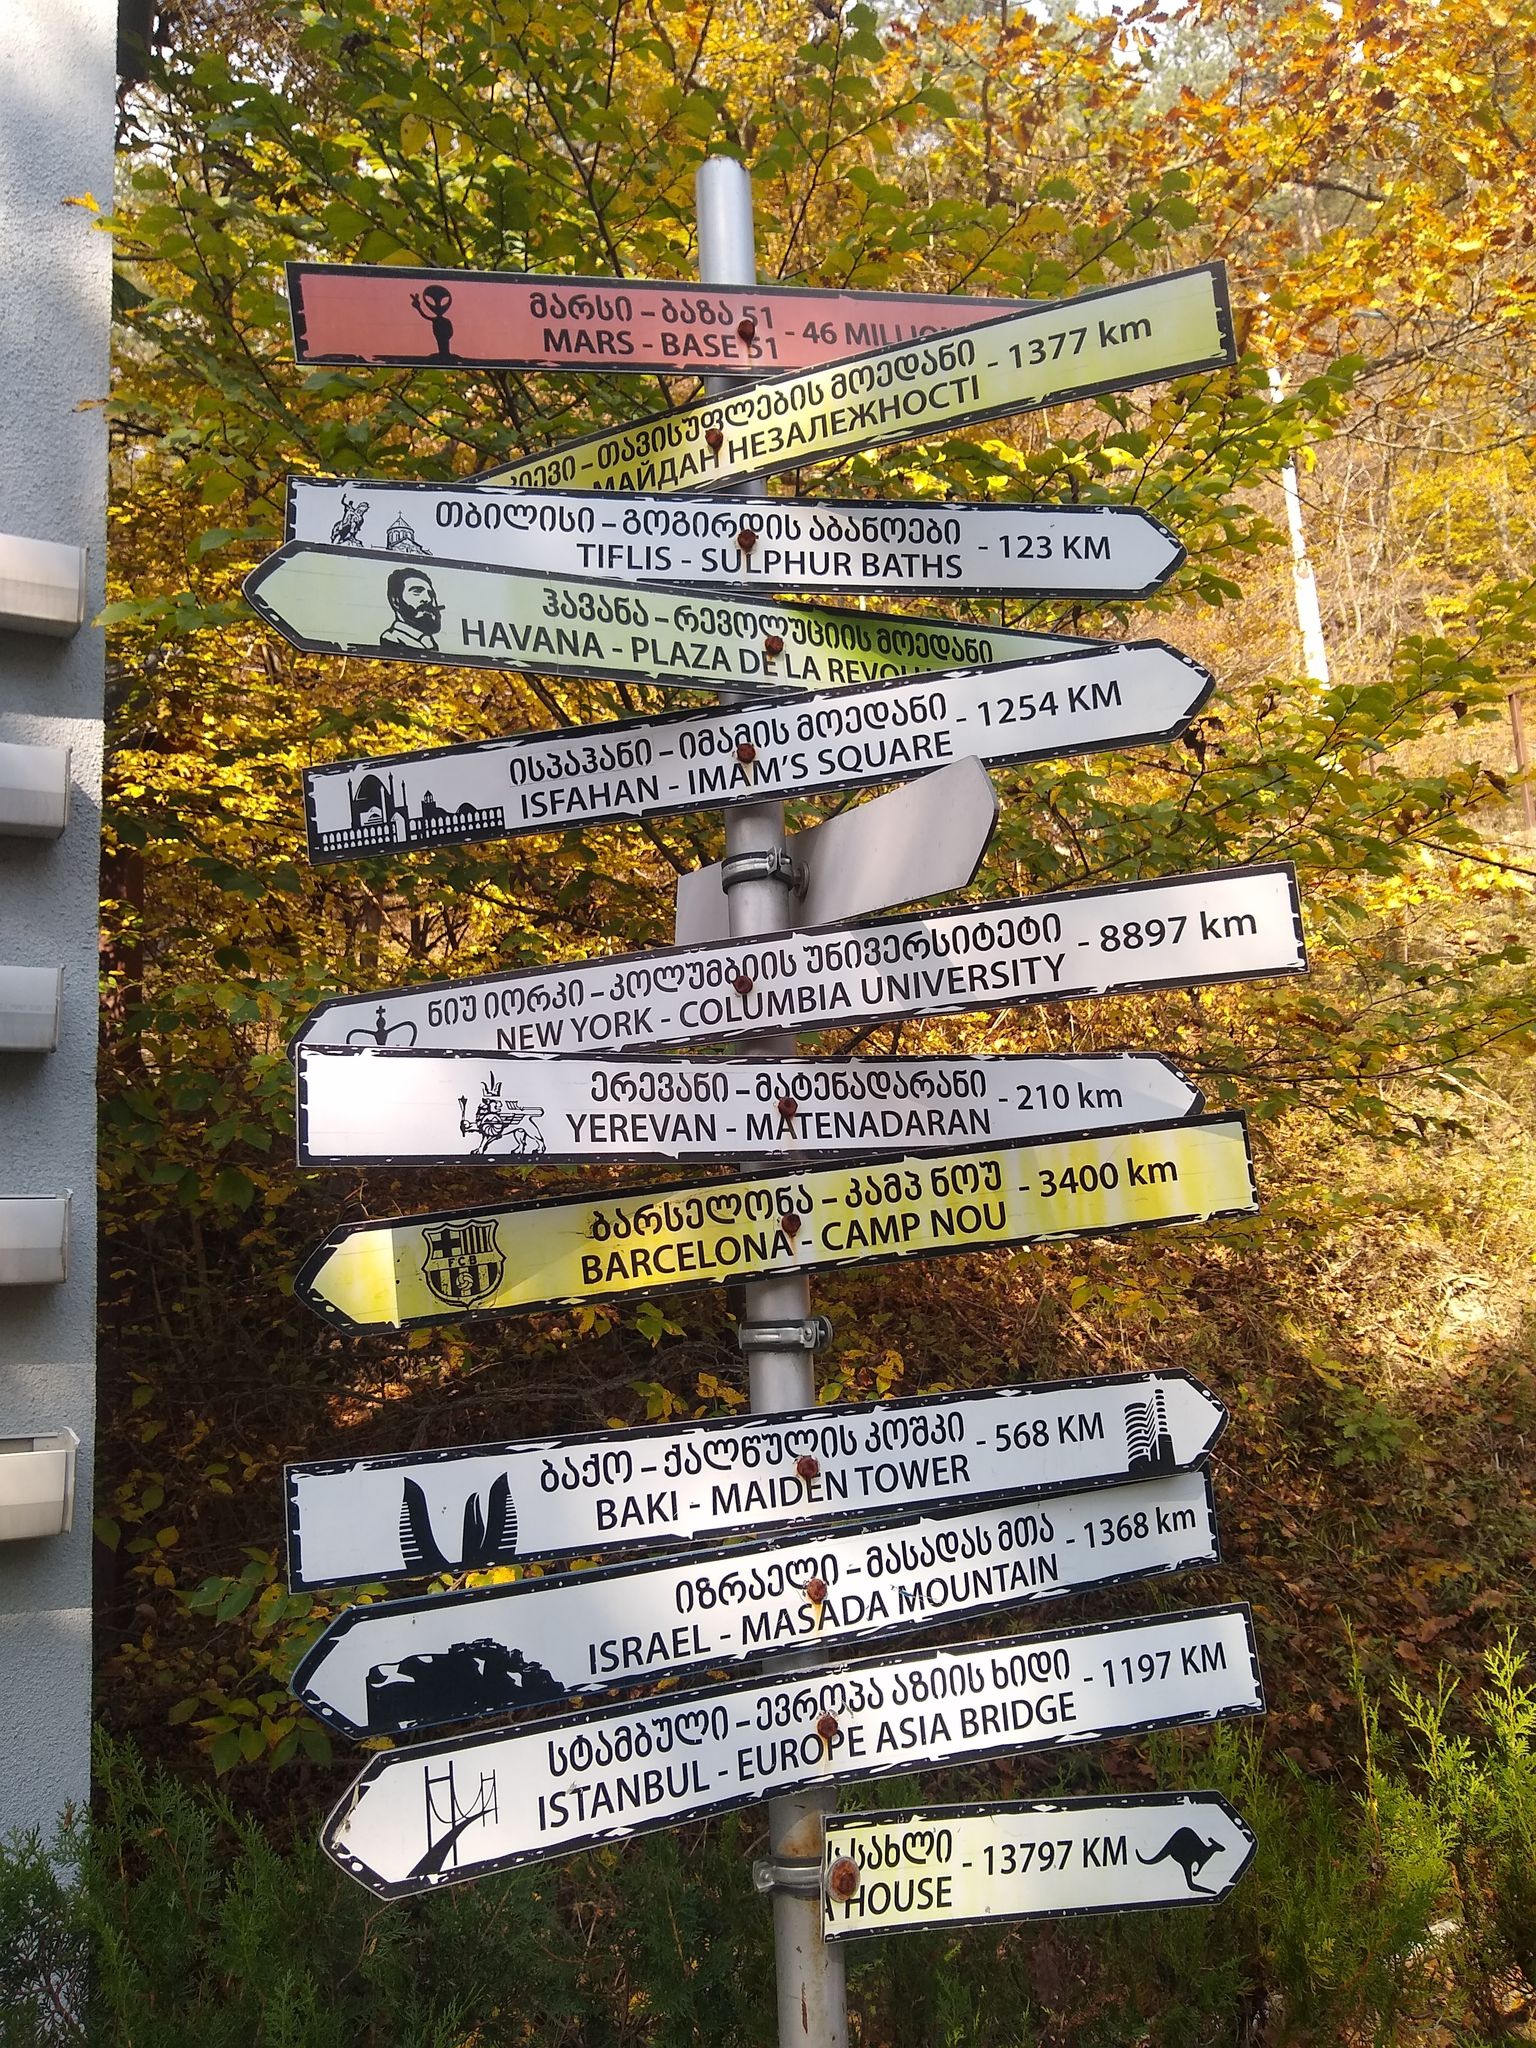 მარსი – ბაზა 51
MARS - BASE 51
- 46
თავისუფლების მოედანი
МАЙДАН НЕЗАЛЕЖНОСТІ
- 1377 km
თბილისი – გოგირდის აბანოები
TIFLIS - SULPHUR BATHS
- 123 KM
ჰავანა – რევოლუციის მოედანი
HAVANA - PLAZA DE LA
ისპაჰანი – იმამის მოედანი
ISFAHAN - IMAM'S SQUARE
- 1254 KM
ნიუ იორკი – კოლუმბიის უნივერსიტეტი
NEW YORK - COLUMBIA UNIVERSITY
- 8897 km
ერევანი – მატენადარანი
YEREVAN - MATENADARAN
- 210 km
ბარსელონა – კამპ ნოუ
BARCELONA - CAMP NOU
- 3400 km
FCB
ბაქო – ქალწულის კოშკი
BAKI - MAIDEN TOWER
- 568 KM
ისრაელი – მასადას მთა
ISRAEL - MASADA MOUNTAIN
- 1368 km
სტამბული – ევროპა აზიის ხიდი
ISTANBUL - EUROPE ASIA BRIDGE
- 1197 KM
HOUSE
- 13797 KM